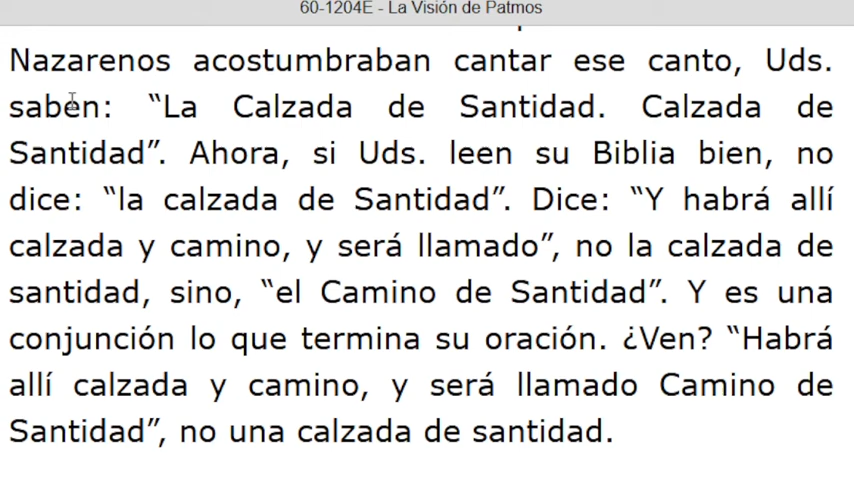 60-1204E - La Visión de Patmos
Nazarenos acostumbraban cantar ese canto, Uds.
saben: “La Calzada de Santidad. Calzada de
Santidad”. Ahora, si Uds. leen su Biblia bien, no
dice: “la calzada de Santidad”. Dice: “Y habrá allí
calzada y camino, y será llamado”, no la calzada de
santidad, sino, “el Camino de Santidad”. Y es una
conjunción lo que termina su oración. ¿Ven? “Habrá
allí calzada y camino, y será llamado Camino de
Santidad”, no una calzada de santidad.